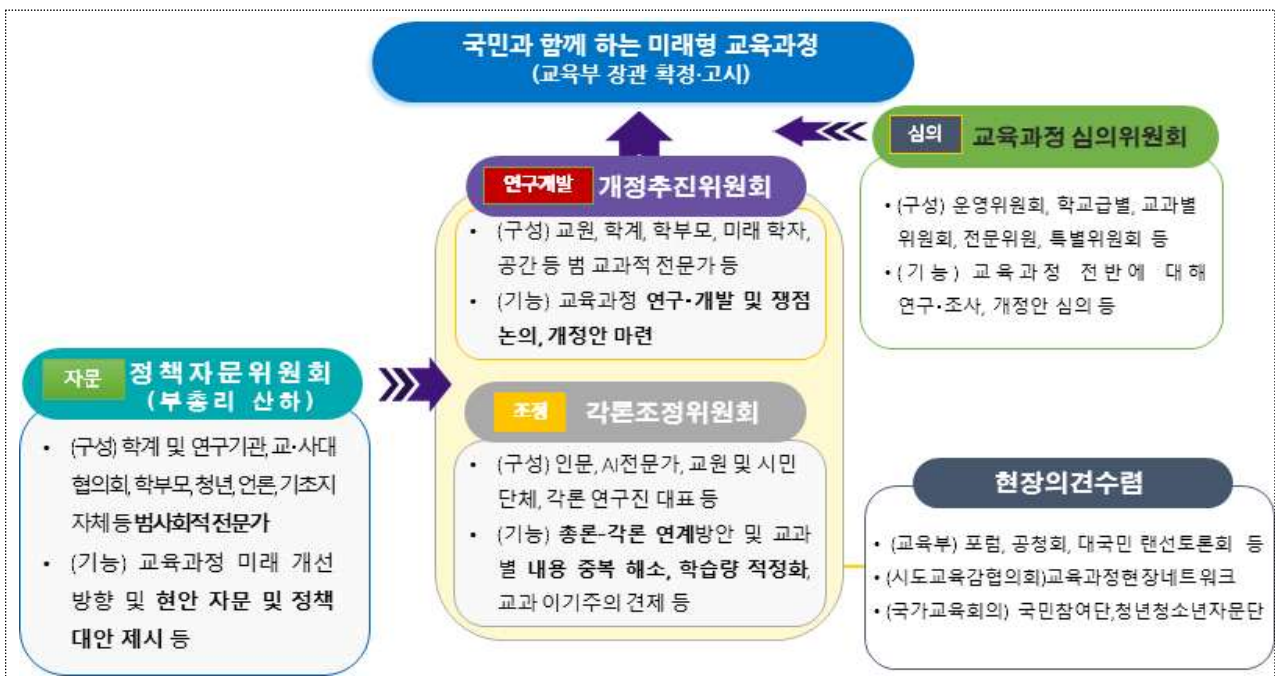 국민과 함께 하는 미래형 교육과정
(교육부 장관 확정·고시)
심의 교육과정 심의위원회
• (구성) 운영위원회, 학교급별, 교과별
위원회, 전문위원, 특별위원회 등
• (기능) 교육과정 전반에 대해
연구·조사, 개정안 심의 등
연구개발 개정추진위원회
• (구성) 교원, 학계, 학부모, 미래 학자,
공간 등 범 교과적 전문가 등
• (기능) 교육과정 연구·개발 및 쟁점
논의, 개정안 마련
자문 정책자문위원회
(부총리 산하)
• (구성) 학계 및 연구기관, 교·사대
협의회, 학부모, 청년, 언론, 기초지
자체 등 범사회적 전문가
• (기능) 교육과정 미래 개선
방향 및 현안 자문 및 정책
대안 제시 등
조정 각론조정위원회
• (구성) 인문, AI전문가, 교원 및 시민
단체, 각론 연구진 대표 등
• (기능) 총론-각론 연계방안 및 교과
별 내용 중복 해소, 학습량 적정화,
교과 이기주의 견제 등
현장의견수렴
• (교육부) 포럼, 공청회, 대국민 랜선토론회 등
• (시도교육감협의회)교육과정현장네트워크
• (국가교육회의) 국민참여단,청년청소년자문단